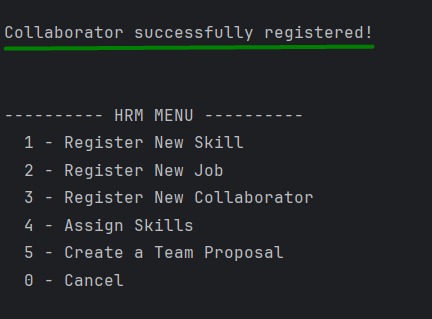 Collaborator successfully registered!
---------- HRM MENU ----------
1 - Register New Skill
2 - Register New Job
3 - Register New Collaborator
4 - Assign Skills
5 - Create a Team Proposal
0 - Cancel